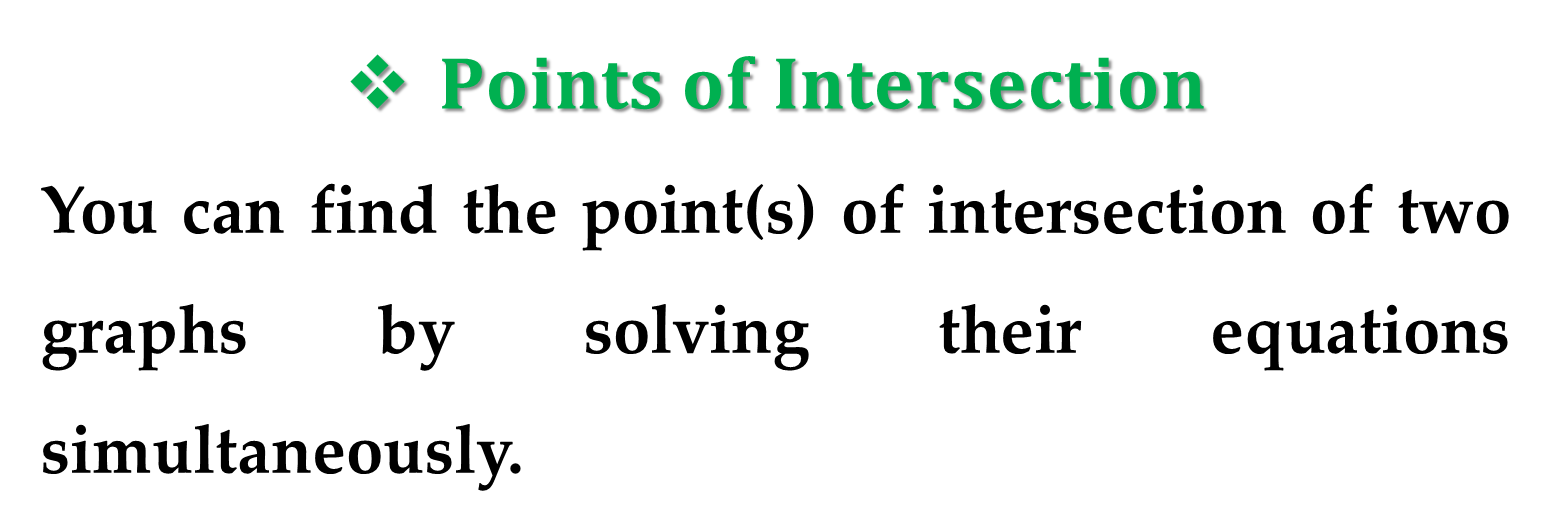 ❖ Points of Intersection
You can find the point(s) of intersection of two
graphs by solving their equations
simultaneously.